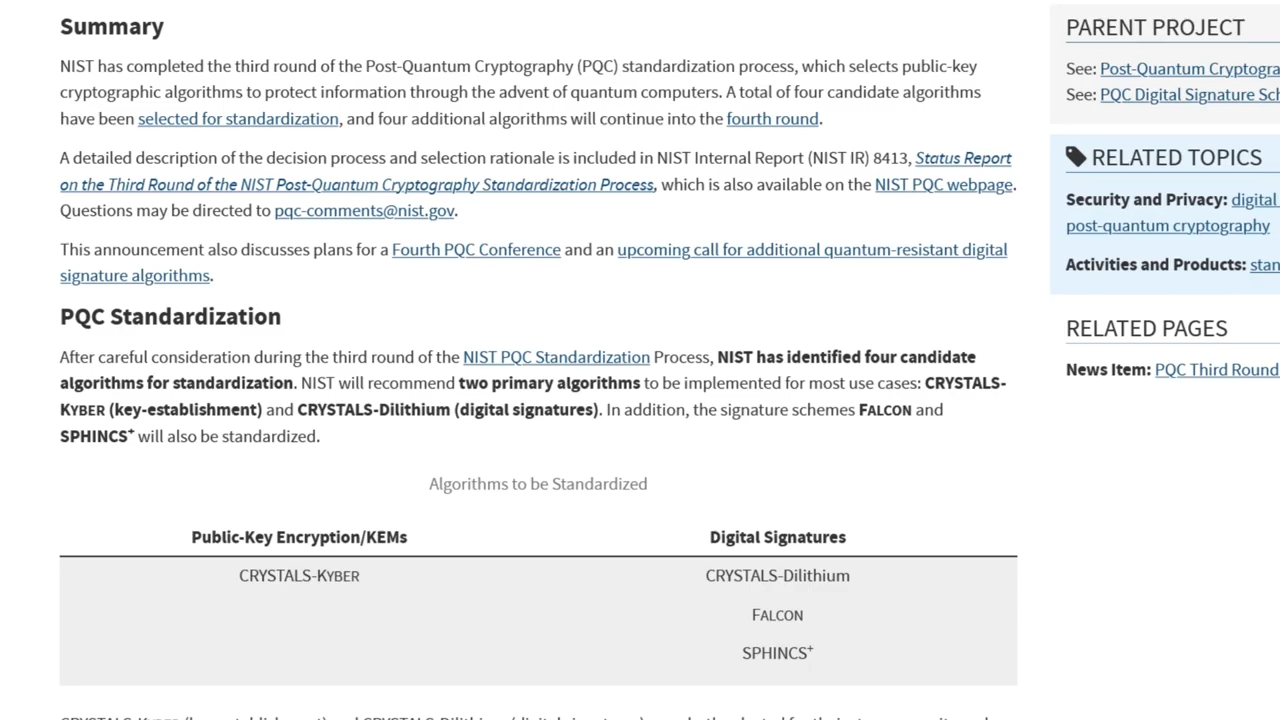 Summary
NIST has completed the third round of the Post-Quantum Cryptography (PQC) standardization process, which selects public-key
cryptographic algorithms to protect information through the advent of quantum computers. A total of four candidate algorithms
have been selected for standardization, and four additional algorithms will continue into the fourth round.
A detailed description of the decision process and selection rationale is included in NIST Internal Report (NIST IR) 8413, Status Report
on the Third Round of the NIST Post-Quantum Cryptography Standardization Process, which is also available on the NIST PQC webpage.
Questions may be directed to pqc-comments@nist.gov.
This announcement also discusses plans for a Fourth PQC Conference and an upcoming call for additional quantum-resistant digital
signature algorithms.
PQC Standardization
After careful consideration during the third round of the NIST PQC Standardization Process, NIST has identified four candidate
algorithms for standardization. NIST will recommend two primary algorithms to be implemented for most use cases: CRYSTALS-
KYBER (key-establishment) and CRYSTALS-Dilithium (digital signatures). In addition, the signature schemes FALCON and
SPHINCS+ will also be standardized.
Algorithms to be Standardized
Public-Key Encryption/KEMs Digital Signatures
CRYSTALS-KYBER CRYSTALS-Dilithium
FALCON
SPHINCS+
PARENT PROJECT
See: Post-Quantum Cryptogra
See: PQC Digital Signature Sch
RELATED TOPICS
Security and Privacy: digital
post-quantum cryptography
Activities and Products: stan
RELATED PAGES
News Item: PQC Third Round